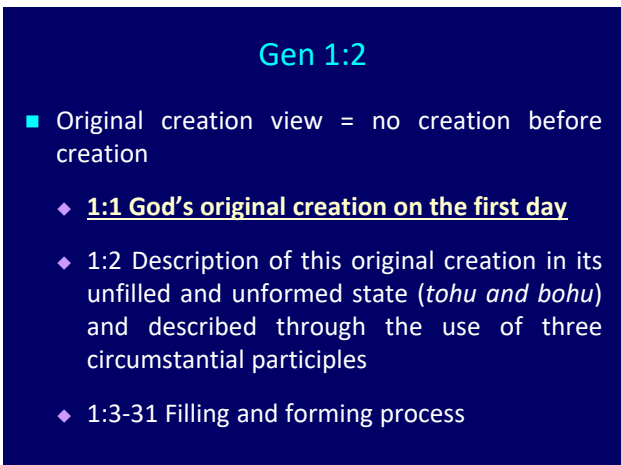 Gen 1:2
Original creation view = no creation before
creation
1:1 God's original creation on the first day
1:2 Description of this original creation in its
unfilled and unformed state (tohu and bohu)
and described through the use of three
circumstantial participles
1:3-31 Filling and forming process